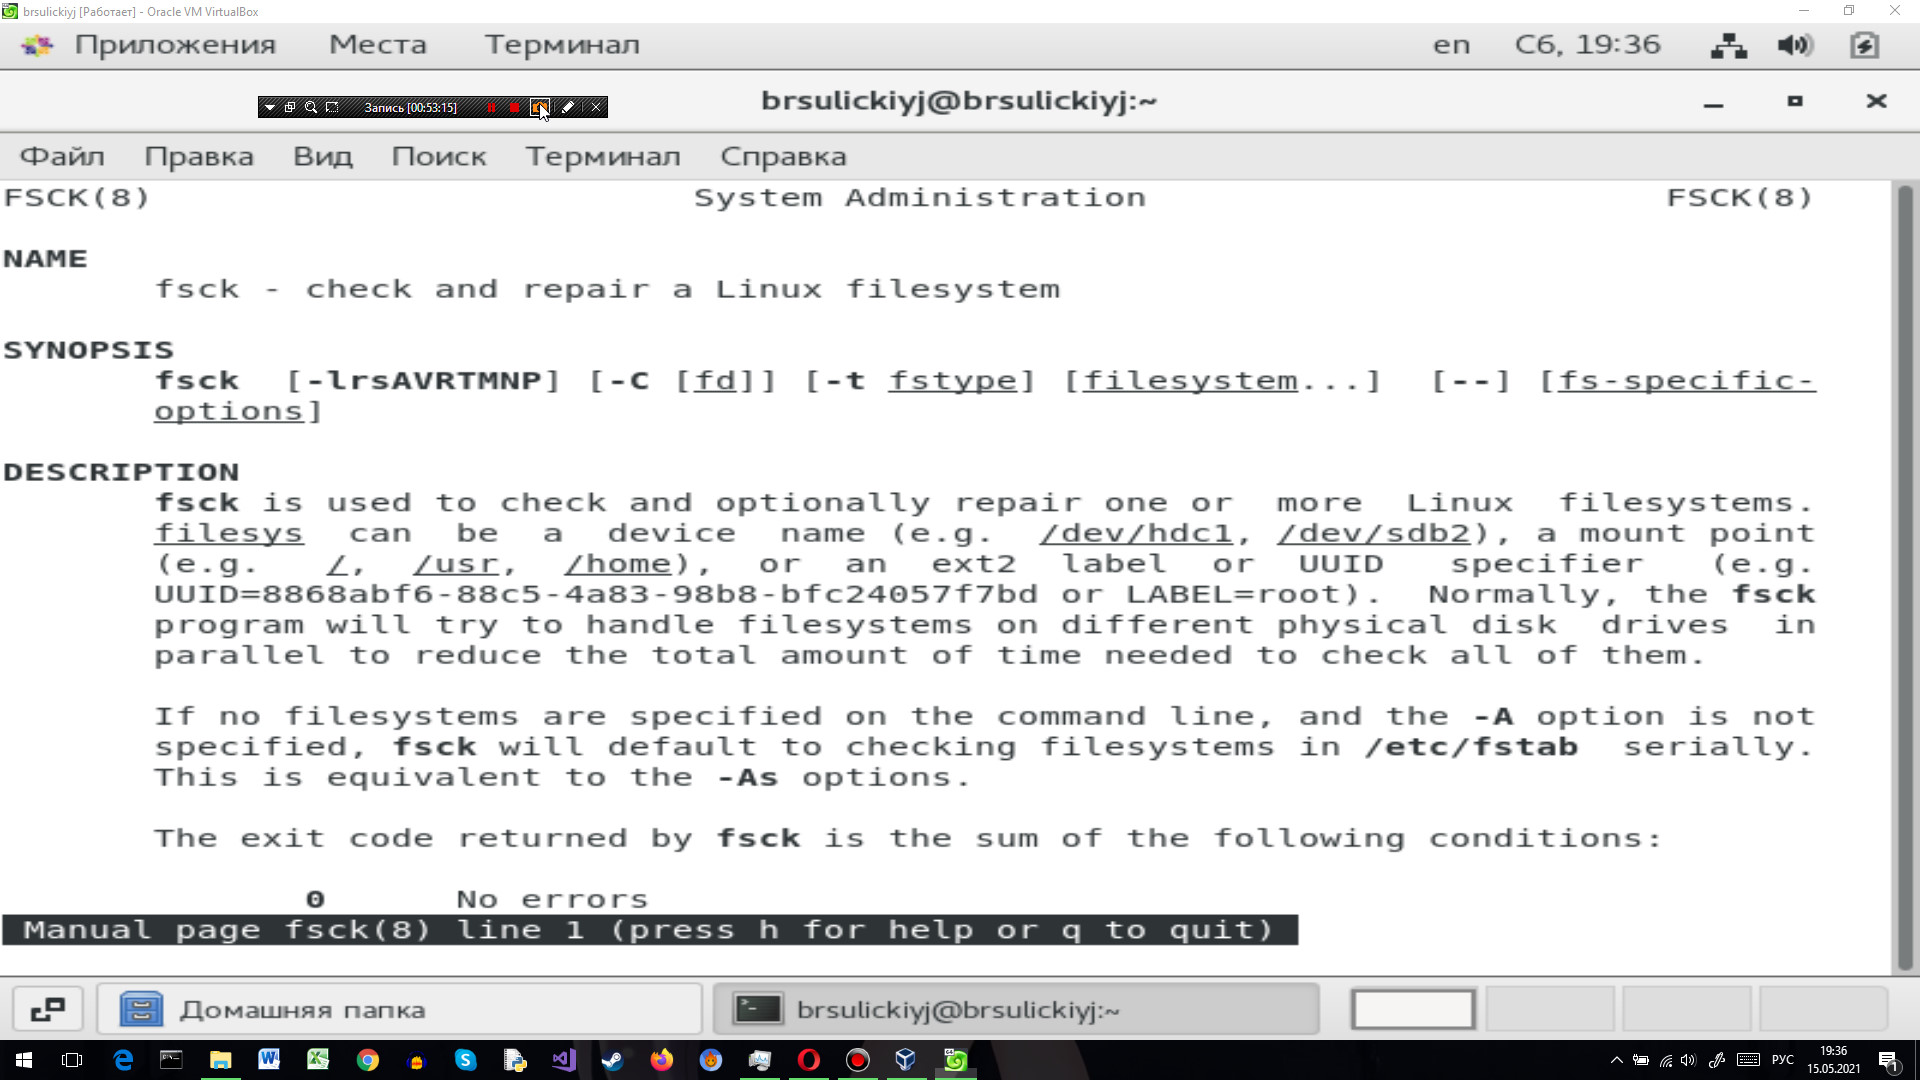 brsulickiyj [Работает] - Oracle VM VirtualBox
Приложения Места Терминал en Сб, 19:36
Запись [00:53:15]
brsulickiyj@brsulickiyj:~
Файл Правка Вид Поиск Терминал Справка
FSCK(8) System Administration FSCK(8)
NAME
fsck - check and repair a Linux filesystem
SYNOPSIS
fsck [-lrsAVRTMNP] [-C [fd]] [-t fstype] [filesystem...] [--] [fs-specific-
options]
DESCRIPTION
fsck is used to check and optionally repair one or more Linux filesystems.
filesys can be a device name (e.g. /dev/hdc1, /dev/sdb2), a mount point
(e.g. /, /usr, /home), or an ext2 label or UUID specifier (e.g.
UUID=8868abf6-88c5-4a83-98b8-bfc24057f7bd or LABEL=root). Normally, the fsck
program will try to handle filesystems on different physical disk drives in
parallel to reduce the total amount of time needed to check all of them.
If no filesystems are specified on the command line, and the -A option is not
specified, fsck will default to checking filesystems in /etc/fstab serially.
This is equivalent to the -As options.
The exit code returned by fsck is the sum of the following conditions:
0 No errors
Manual page fsck(8) line 1 (press h for help or q to quit)
Домашняя папка
brsulickiyj@brsulickiyj:~
РУС
19:36
15.05.2021
1